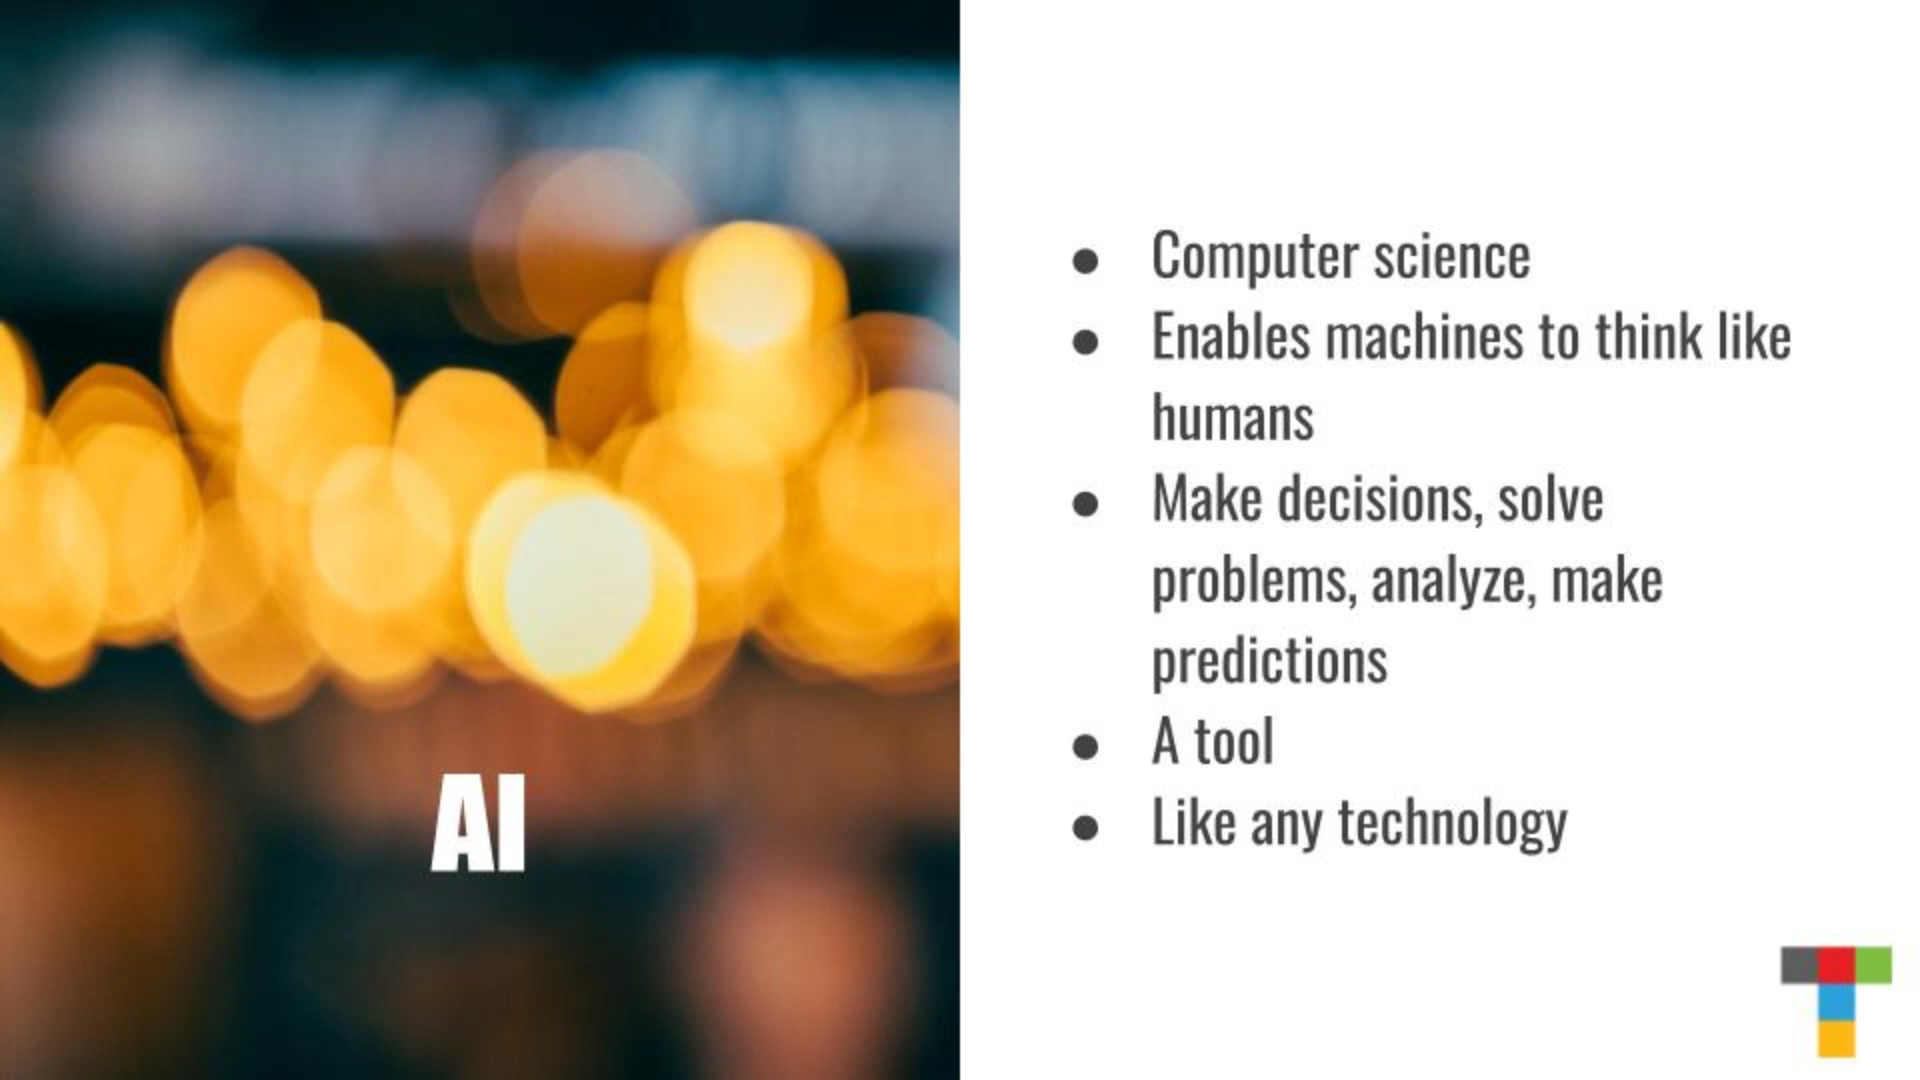 AI
● Computer science
● Enables machines to think like
humans
● Make decisions, solve
problems, analyze, make
predictions
● A tool
● Like any technology